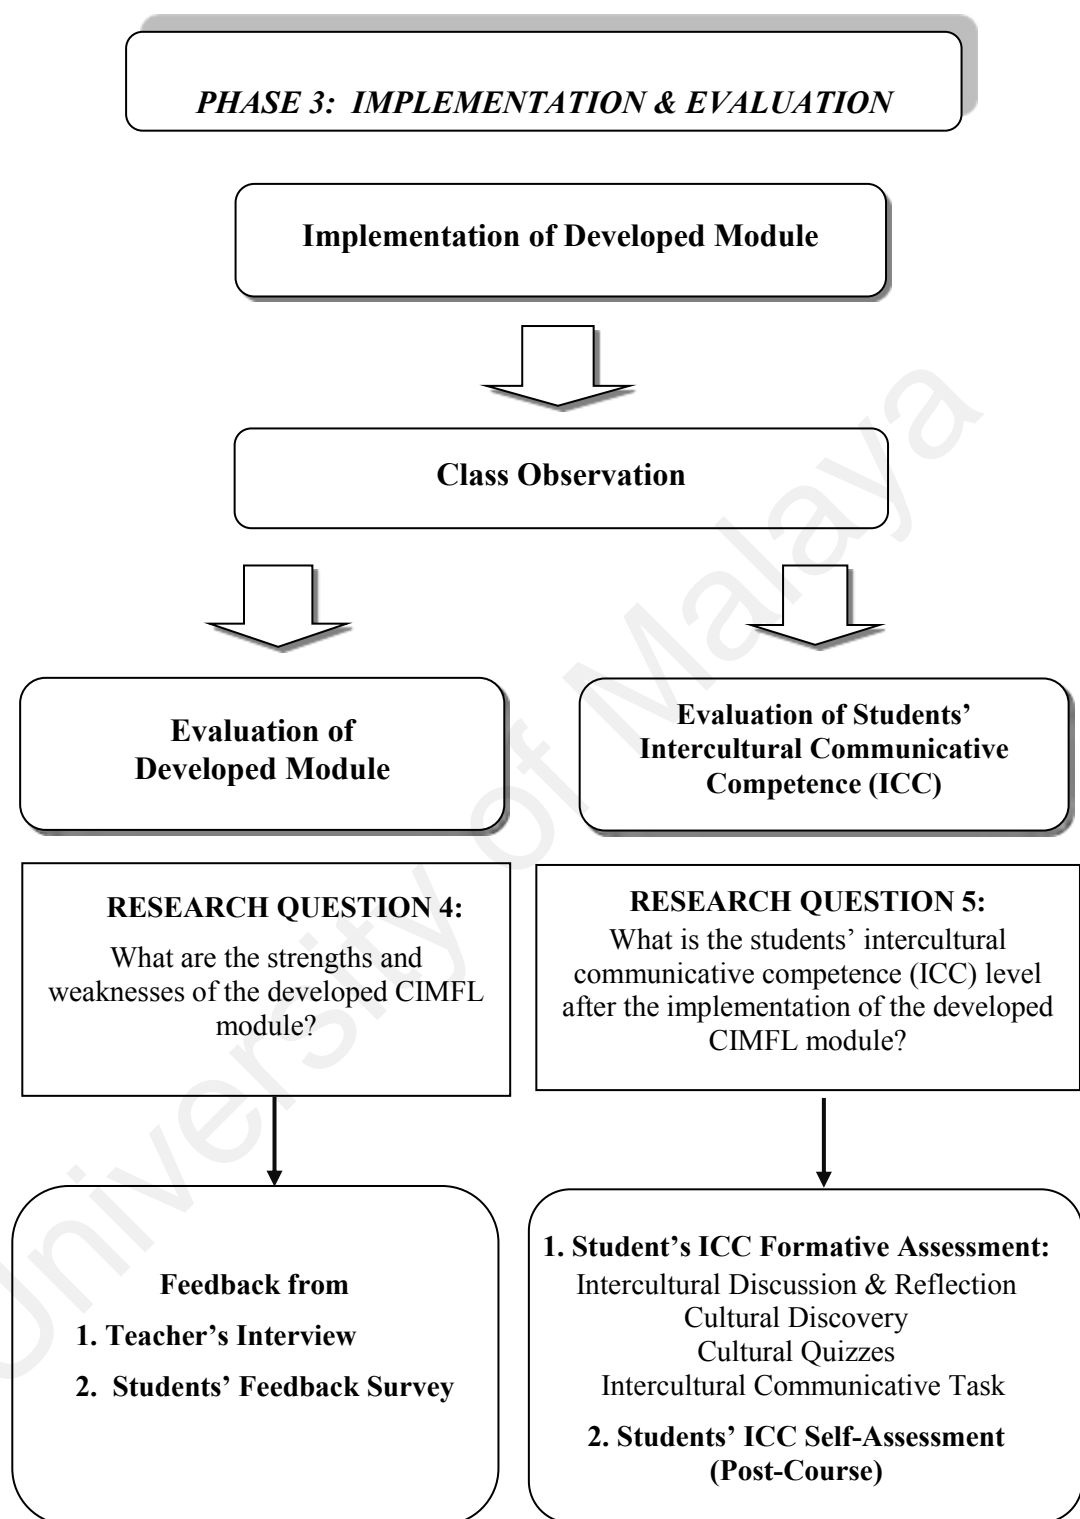 PHASE 3: IMPLEMENTATION & EVALUATION
Implementation of Developed Module
Class Observation
Evaluation of
Developed Module
Evaluation of Students’
Intercultural Communicative
Competence (ICC)
RESEARCH QUESTION 4:
What are the strengths and
weaknesses of the developed CIMFL
module?
RESEARCH QUESTION 5:
What is the students’ intercultural
communicative competence (ICC) level
after the implementation of the developed
CIMFL module?
Feedback from
1. Teacher’s Interview
2. Students’ Feedback Survey
1. Student’s ICC Formative Assessment:
Intercultural Discussion & Reflection
Cultural Discovery
Cultural Quizzes
Intercultural Communicative Task
2. Students’ ICC Self-Assessment
(Post-Course)
University of Malaya